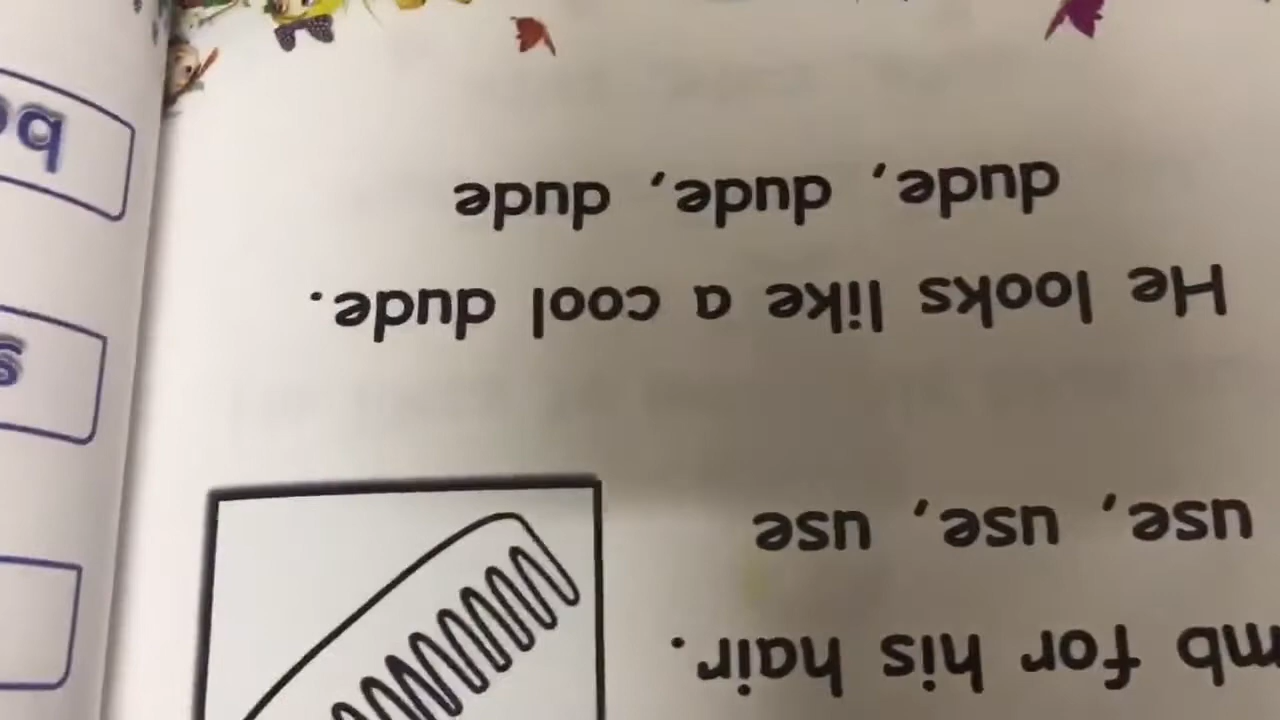 mb for his hair.
use, use, use
He looks like a cool dude.
dude, dude, dude